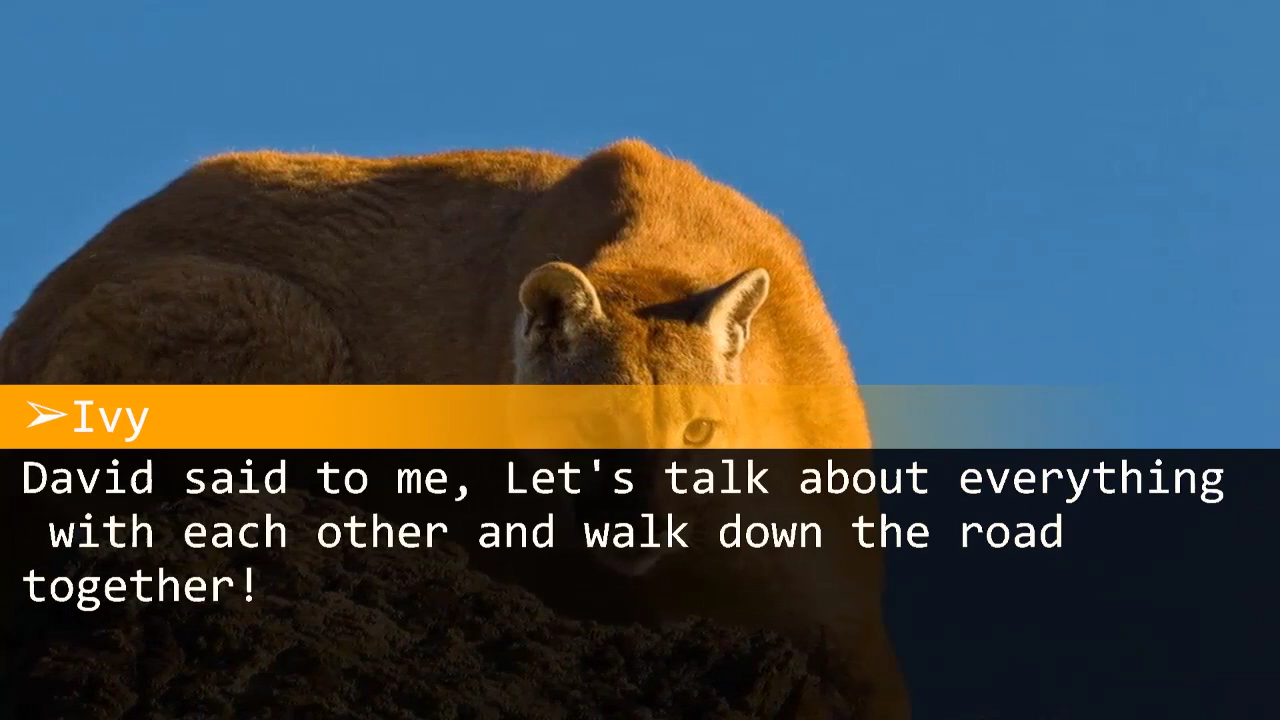 ➢Ivy
David said to me, Let's talk about everything
with each other and walk down the road
together!